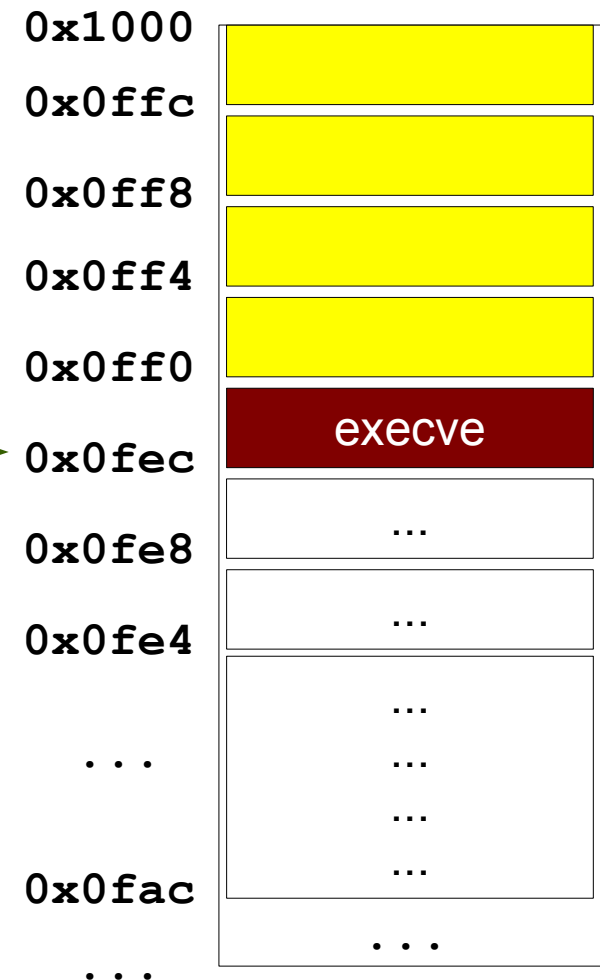 0x1000
0x0ffc
0x0ff8
0x0ff4
0x0ff0
execve
0x0fec
...
0x0fe8
...
0x0fe4
...
... ...
...
...
0x0fac
...
...